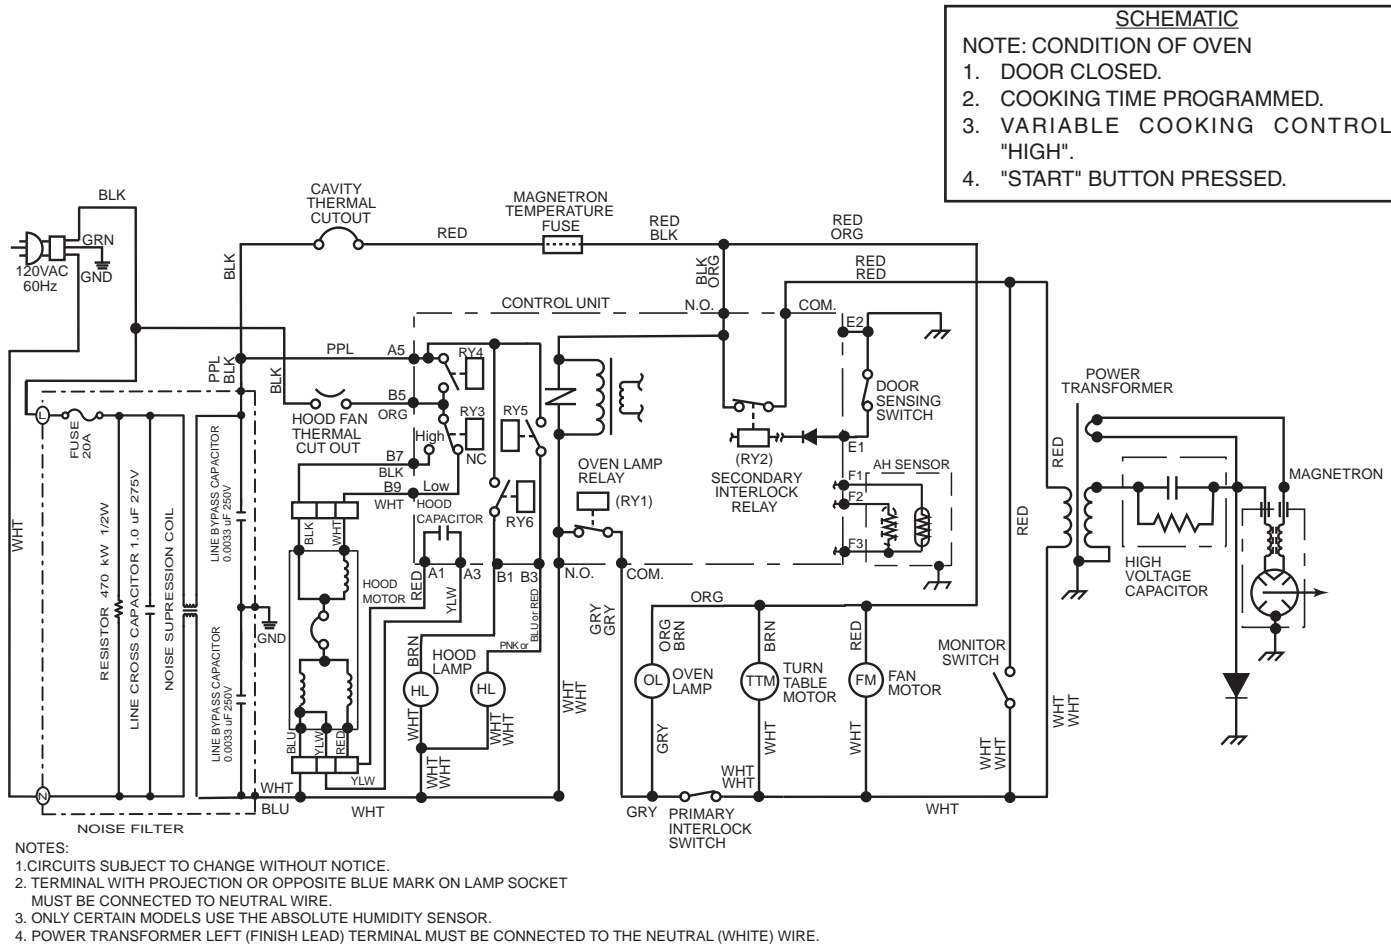 SCHEMATIC
NOTE: CONDITION OF OVEN
1. DOOR CLOSED.
2. COOKING TIME PROGRAMMED.
3. VARIABLE COOKING CONTROL
"HIGH".
4. "START" BUTTON PRESSED.
BLK
GRN
120VAC
60Hz
GND
CAVITY
THERMAL
CUTOUT
RED
MAGNETRON
TEMPERATURE
FUSE
RED
BLK
RED
ORG
BLK
BLK
ORG
RED
RED
CONTROL UNIT
N.O.
COM.
E2
PPL
A5
RY4
PPL
BLK
BLK
B5
ORG
HOOD FAN
THERMAL
CUT OUT
RY3
RY5
High
NC
DOOR
SENSING
SWITCH
E1
POWER
TRANSFORMER
L
FUSE
20A
B7
BLK
B9
WHT
Low
HOOD
CAPACITOR
RY6
OVEN LAMP
RELAY
(RY1)
(RY2)
SECONDARY
INTERLOCK
RELAY
AH SENSOR
F1
F2
F3
RED
MAGNETRON
WHT
RESISTOR 470 kW 1/2W
LINE CROSS CAPACITOR 1.0 uF 275V
NOISE SUPRESSION COIL
LINE BYPASS CAPACITOR
0.0033 uF 250V
LINE BYPASS CAPACITOR
0.0033 uF 250V
GND
BLK
WHT
HOOD
MOTOR
RED
A1
A3
YLW
B1
B3
N.O.
COM.
PNK or
BLU or RED
GRY
GRY
RED
HIGH
VOLTAGE
CAPACITOR
ORG
ORG
BRN
BRN
RED
BRN
HOOD
LAMP
HL
HL
WHT
WHT
WHT
OL
OVEN
LAMP
TTM
TURN
TABLE
MOTOR
FM
FAN
MOTOR
MONITOR
SWITCH
WHT
WHT
GRY
WHT
WHT
WHT
WHT
WHT
WHT
WHT
BLU
YLW
RED
YLW
WHT
WHT
N
WHT
BLU
WHT
GRY
PRIMARY
INTERLOCK
SWITCH
WHT
NOISE FILTER
NOTES:
1.CIRCUITS SUBJECT TO CHANGE WITHOUT NOTICE.
2. TERMINAL WITH PROJECTION OR OPPOSITE BLUE MARK ON LAMP SOCKET
MUST BE CONNECTED TO NEUTRAL WIRE.
3. ONLY CERTAIN MODELS USE THE ABSOLUTE HUMIDITY SENSOR.
4. POWER TRANSFORMER LEFT (FINISH LEAD) TERMINAL MUST BE CONNECTED TO THE NEUTRAL (WHITE) WIRE.